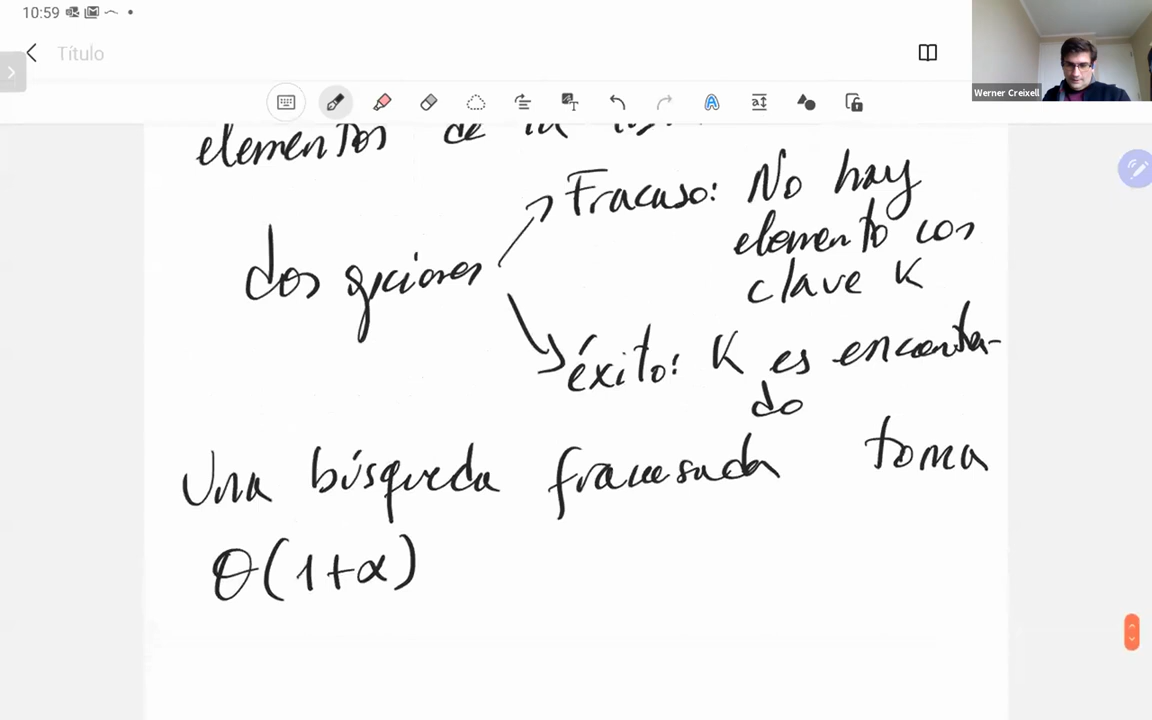 10:59
Título
Werner Creixell
elementos de la
Fracaso: No hay
elemento con
clave K
dos opciones
éxito: K es encontra-
do
Una búsqueda fracasada toma
Θ(1+α)